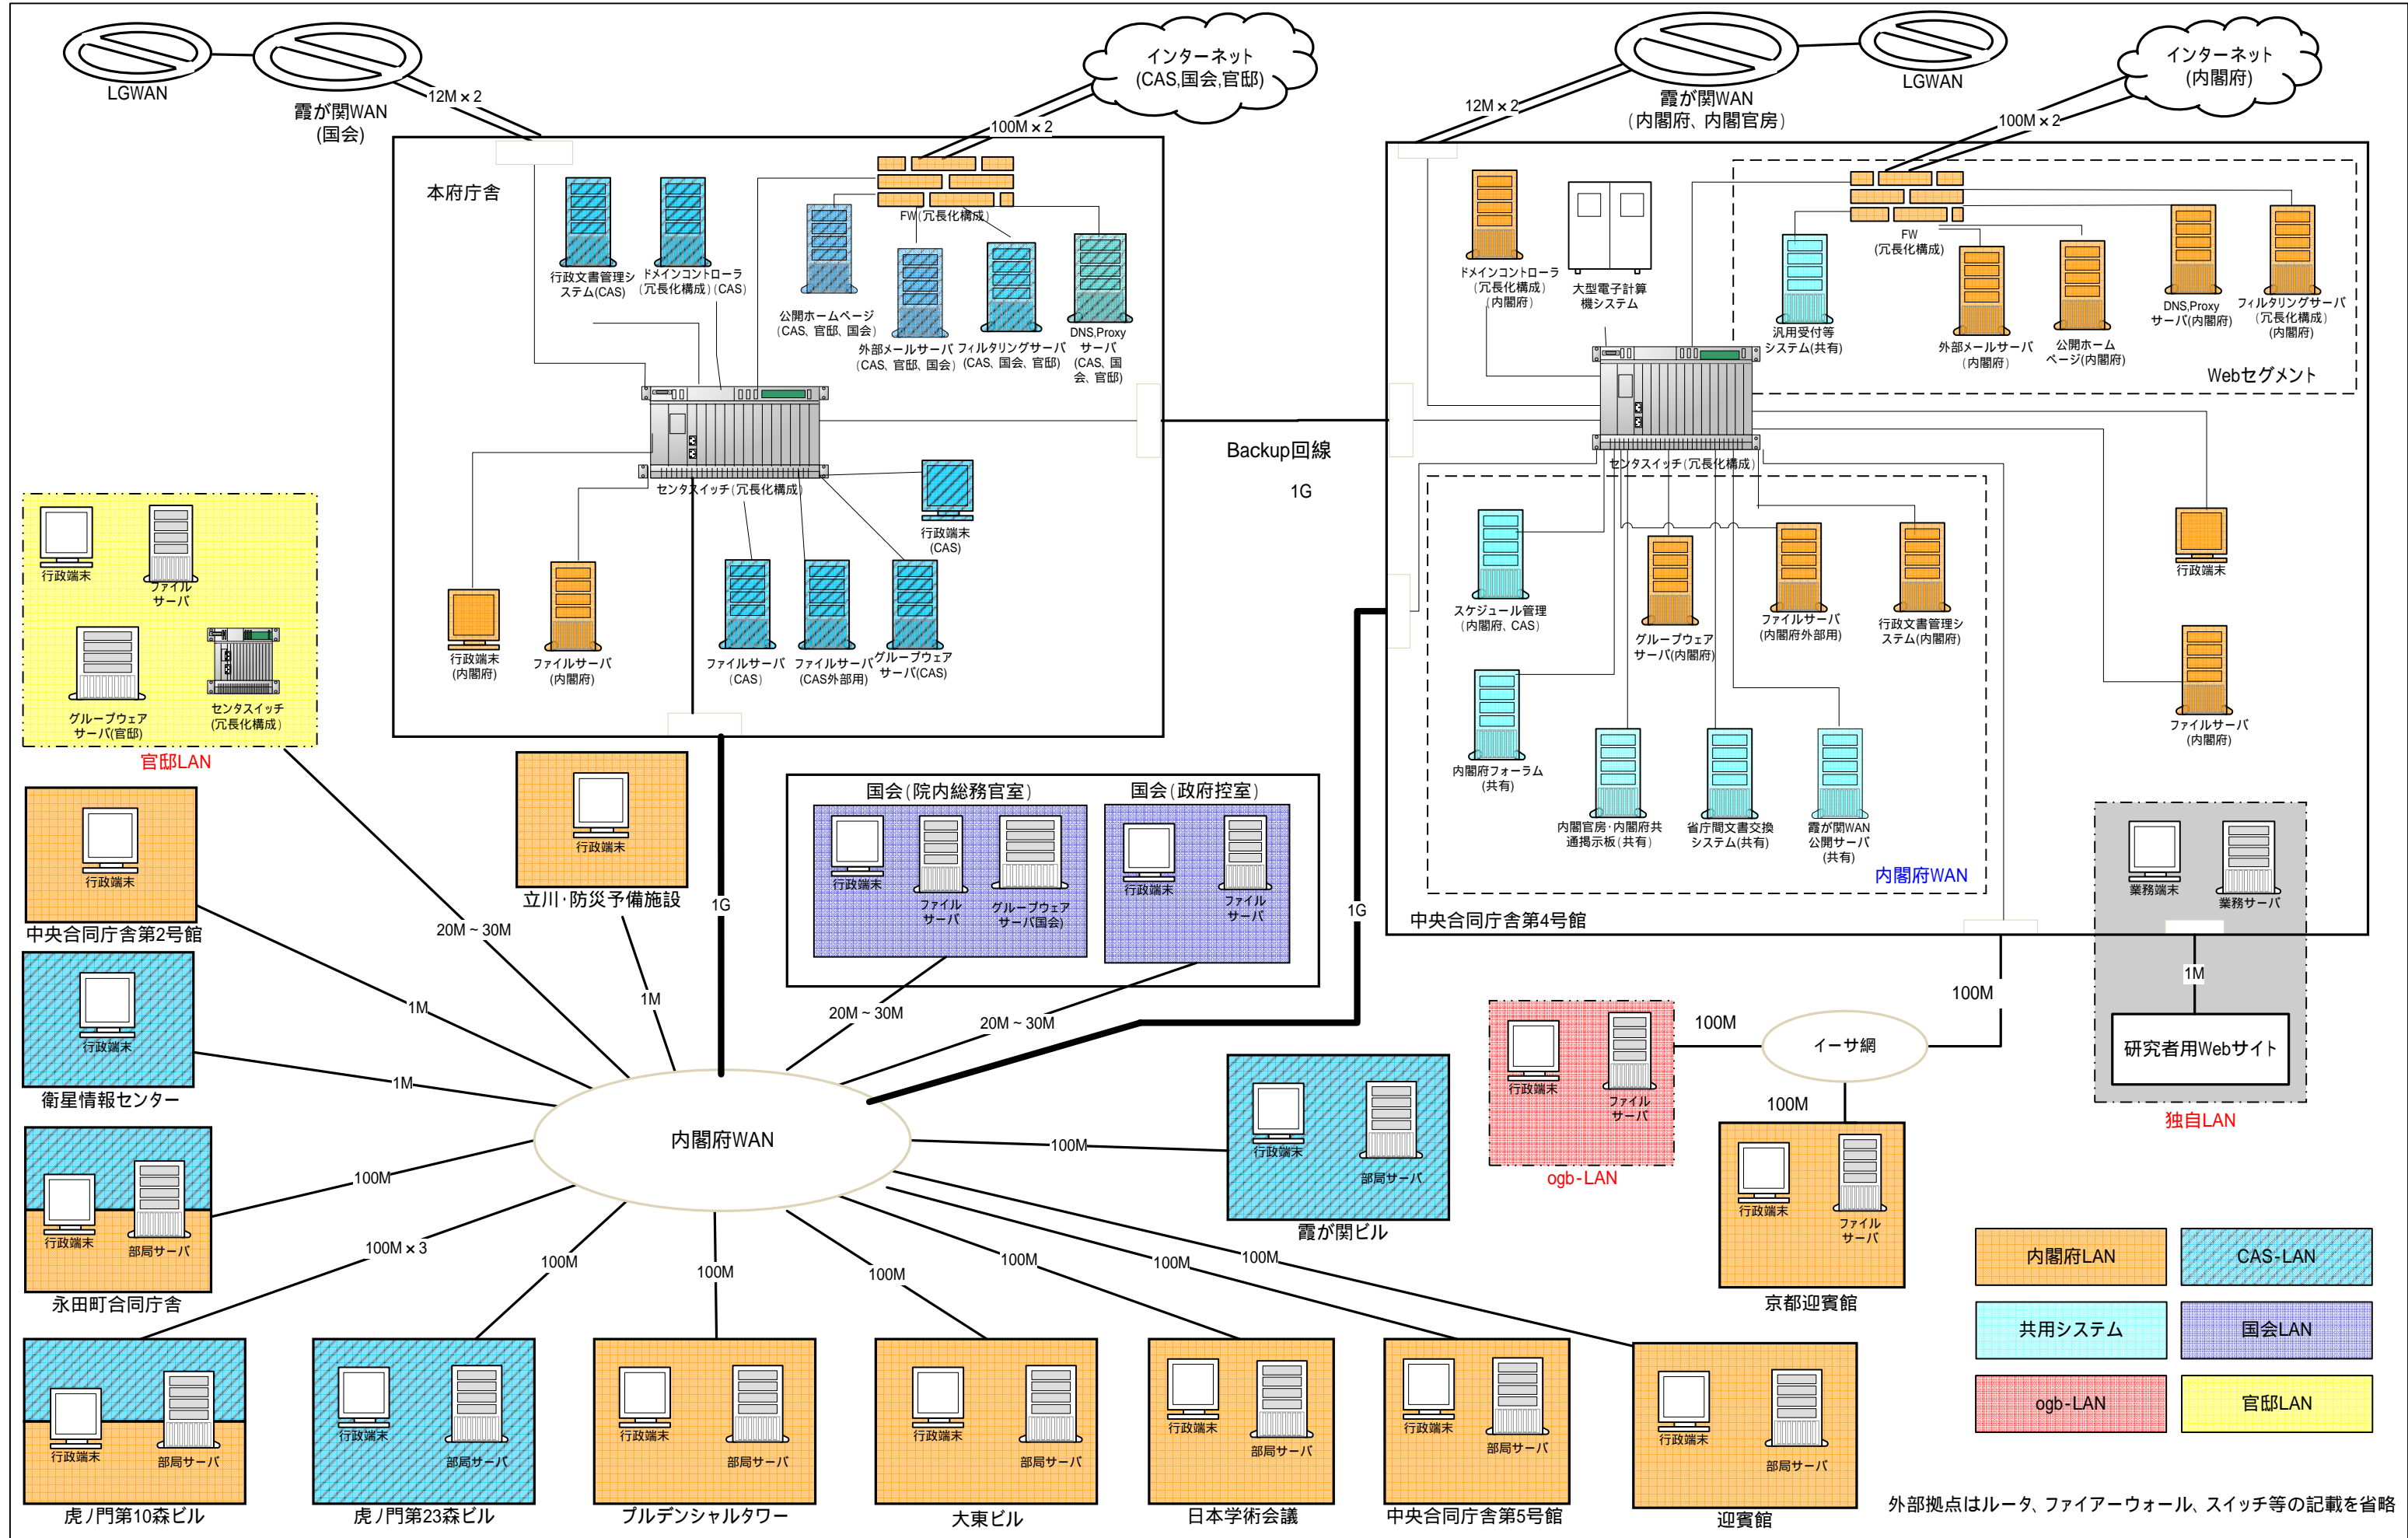 LGWAN
霞が関WAN
(国会)
12M×2
インターネット
(CAS,国会,官邸)
100M×2
本府庁舎
行政文書管理シ
ステム(CAS)
ドメインコントローラ
(冗長化構成)(CAS)
FW(冗長化構成)
公開ホームページ
(CAS、官邸、国会)
外部メールサーバ
(CAS、官邸、国会)
フィルタリングサーバ
(CAS、国会、官邸)
DNS,Proxy
サーバ
(CAS、国
会、官邸)
センタスイッチ(冗長化構成)
行政端末
(CAS)
行政端末
(内閣府)
ファイルサーバ
(内閣府)
ファイルサーバ
(CAS)
ファイルサーバ
(CAS外部用)
グループウェア
サーバ(CAS)
Backup回線
1G
霞が関WAN
(内閣府、内閣官房)
LGWAN
12M×2
インターネット
(内閣府)
100M×2
ドメインコントローラ
(冗長化構成)
(内閣府)
大型電子計算
機システム
FW
(冗長化構成)
汎用受付等
システム(共有)
外部メールサーバ
(内閣府)
公開ホーム
ページ(内閣府)
DNS,Proxy
サーバ(内閣府)
フィルタリングサーバ
(冗長化構成)
(内閣府)
Webセグメント
センタスイッチ(冗長化構成)
スケジュール管理
(内閣府、CAS)
グループウェア
サーバ(内閣府)
ファイルサーバ
(内閣府外部用)
行政文書管理シ
ステム(内閣府)
内閣府フォーラム
(共有)
内閣官房・内閣府共
通掲示板(共有)
省庁間文書交換
システム(共有)
霞が関WAN
公開サーバ
(共有)
内閣府WAN
行政端末
ファイルサーバ
(内閣府)
中央合同庁舎第4号館
業務端末
業務サーバ
1M
研究者用Webサイト
独自LAN
行政端末
ファイル
サーバ
グループウェア
サーバ(官邸)
センタスイッチ
(冗長化構成)
官邸LAN
20M~30M
行政端末
中央合同庁舎第2号館
1M
行政端末
衛星情報センター
1M
行政端末
立川・防災予備施設
1M
1G
国会(院内総務官室)
行政端末
ファイル
サーバ
グループウェア
サーバ国会)
国会(政府控室)
行政端末
ファイル
サーバ
20M~30M
20M~30M
1G
内閣府WAN
行政端末
部局サーバ
永田町合同庁舎
100M
行政端末
部局サーバ
虎ノ門第10森ビル
100M×3
行政端末
部局サーバ
虎ノ門第23森ビル
100M
行政端末
部局サーバ
プルデンシャルタワー
100M
行政端末
部局サーバ
大東ビル
100M
行政端末
部局サーバ
日本学術会議
100M
行政端末
部局サーバ
中央合同庁舎第5号館
100M
行政端末
部局サーバ
迎賓館
100M
行政端末
部局サーバ
霞が関ビル
100M
行政端末
ファイル
サーバ
ogb-LAN
100M
イーサ網
100M
100M
行政端末
ファイル
サーバ
京都迎賓館
内閣府LAN
CAS-LAN
共用システム
国会LAN
ogb-LAN
官邸LAN
外部拠点はルータ、ファイアーウォール、スイッチ等の記載を省略